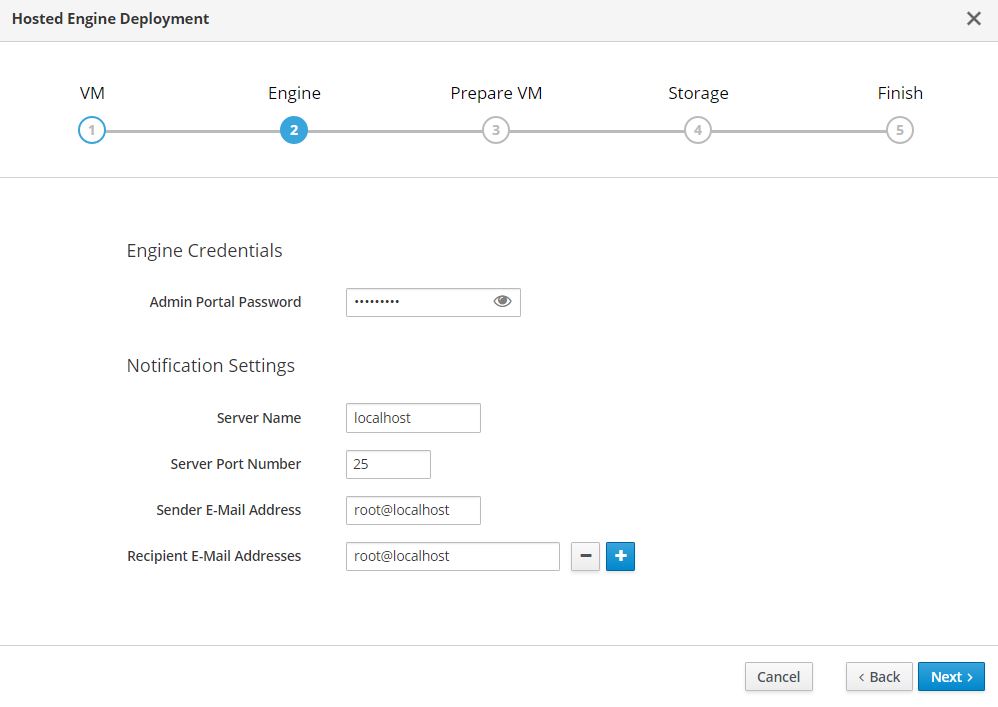 Hosted Engine Deployment
VM Engine Prepare VM Storage Finish
1 2 3 4 5
Engine Credentials
Admin Portal Password •••••••••
Notification Settings
Server Name localhost
Server Port Number 25
Sender E-Mail Address root@localhost
Recipient E-Mail Addresses root@localhost
Cancel Back Next